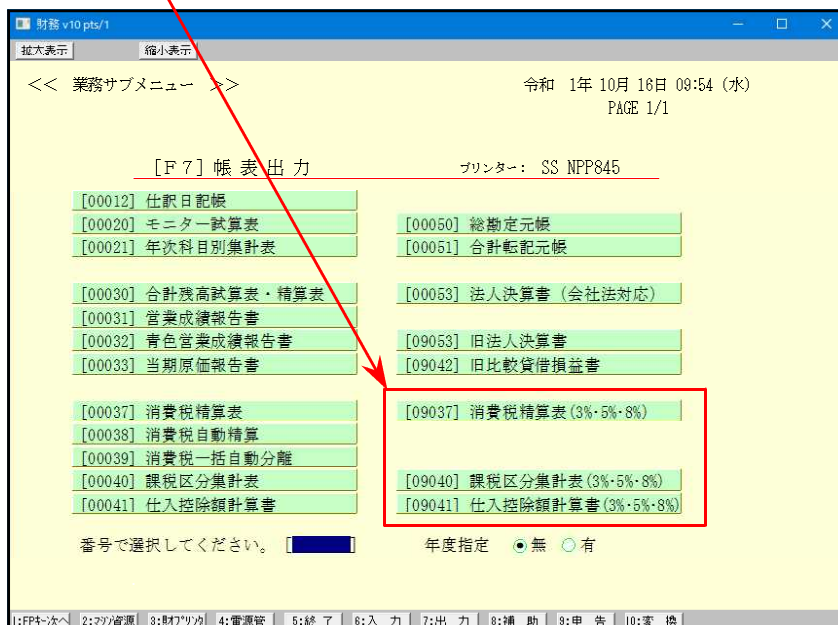 財務 v10 pts/1
拡大表示 縮小表示
<< 業務サブメニュー >> 令和 1年 10月 16日 09:54 (水)
PAGE 1/1
[F7] 帳表出力 プリンター: SS NPP845
[00012] 仕訳日記帳
[00020] モニター試算表 [00050] 総勘定元帳
[00021] 年次科目別集計表 [00051] 合計転記元帳
[00030] 合計残高試算表・精算表 [00053] 法人決算書 (会社法対応)
[00031] 営業成績報告書
[00032] 青色営業成績報告書 [09053] 旧法人決算書
[00033] 当期原価報告書 [09042] 旧比較貸借損益書
[00037] 消費税精算表 [09037] 消費税精算表(3%・5%・8%)
[00038] 消費税自動精算
[00039] 消費税一括自動分離
[00040] 課税区分集計表 [09040] 課税区分集計表(3%・5%・8%)
[00041] 仕入控除額計算書 [09041] 仕入控除額計算書(3%・5%・8%)
番号で選択してください。 [ ] 年度指定 無 有
1:FPキー次へ 2:マシン資源 3:財プリンタ 4:電源管 5:終 了 6:入 力 7:出 力 8:補 助 9:申 告 10:変 換